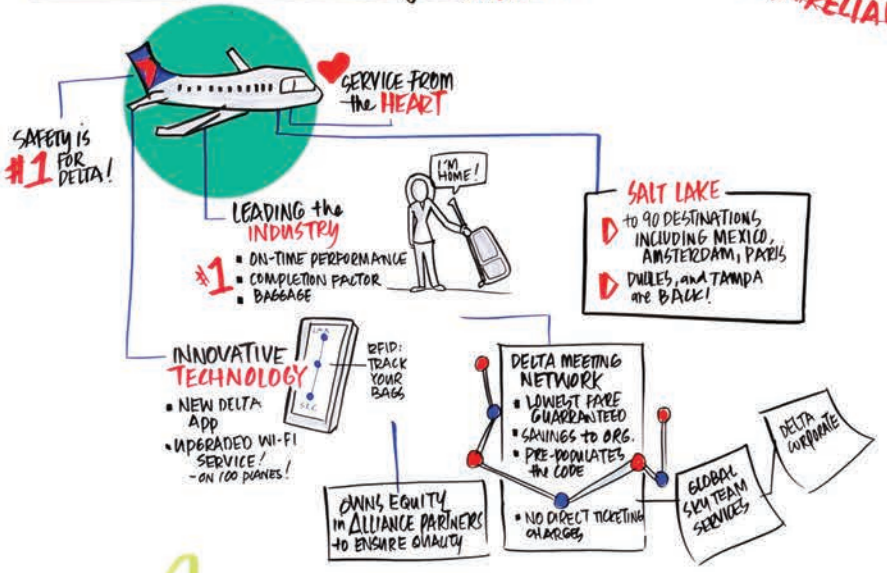 RELIA
SERVICE FROM
the HEART
SAFETY is
#1 FOR
DELTA!
I'M
HOME!
LEADING the
INDUSTRY
#1
▪ ON-TIME PERFORMANCE
▪ COMPLETION FACTOR
▪ BAGGAGE
SALT LAKE
to 90 DESTINATIONS
INCLUDING MEXICO,
AMSTERDAM, PARIS
DULLES, and TAMPA
are BACK!
INNOVATIVE
TECHNOLOGY
▪ NEW DELTA
APP
▪ UPGRADED WI-FI
SERVICE!
- ON 100 PLANES!
RFID:
TRACK
YOUR
BAGS
DELTA MEETING
NETWORK
▪ LOWEST FARE
GUARRANTEED
▪ SAVINGS to ORG.
▪ PRE-POPULATES
the CODE
▪ NO DIRECT TICKETING
CHARGES
OWNS EQUITY
in ALLIANCE PARTNERS
to ENSURE QUALITY
GLOBAL
SKY TEAM
SERVICES
DELTA
CORPORATE